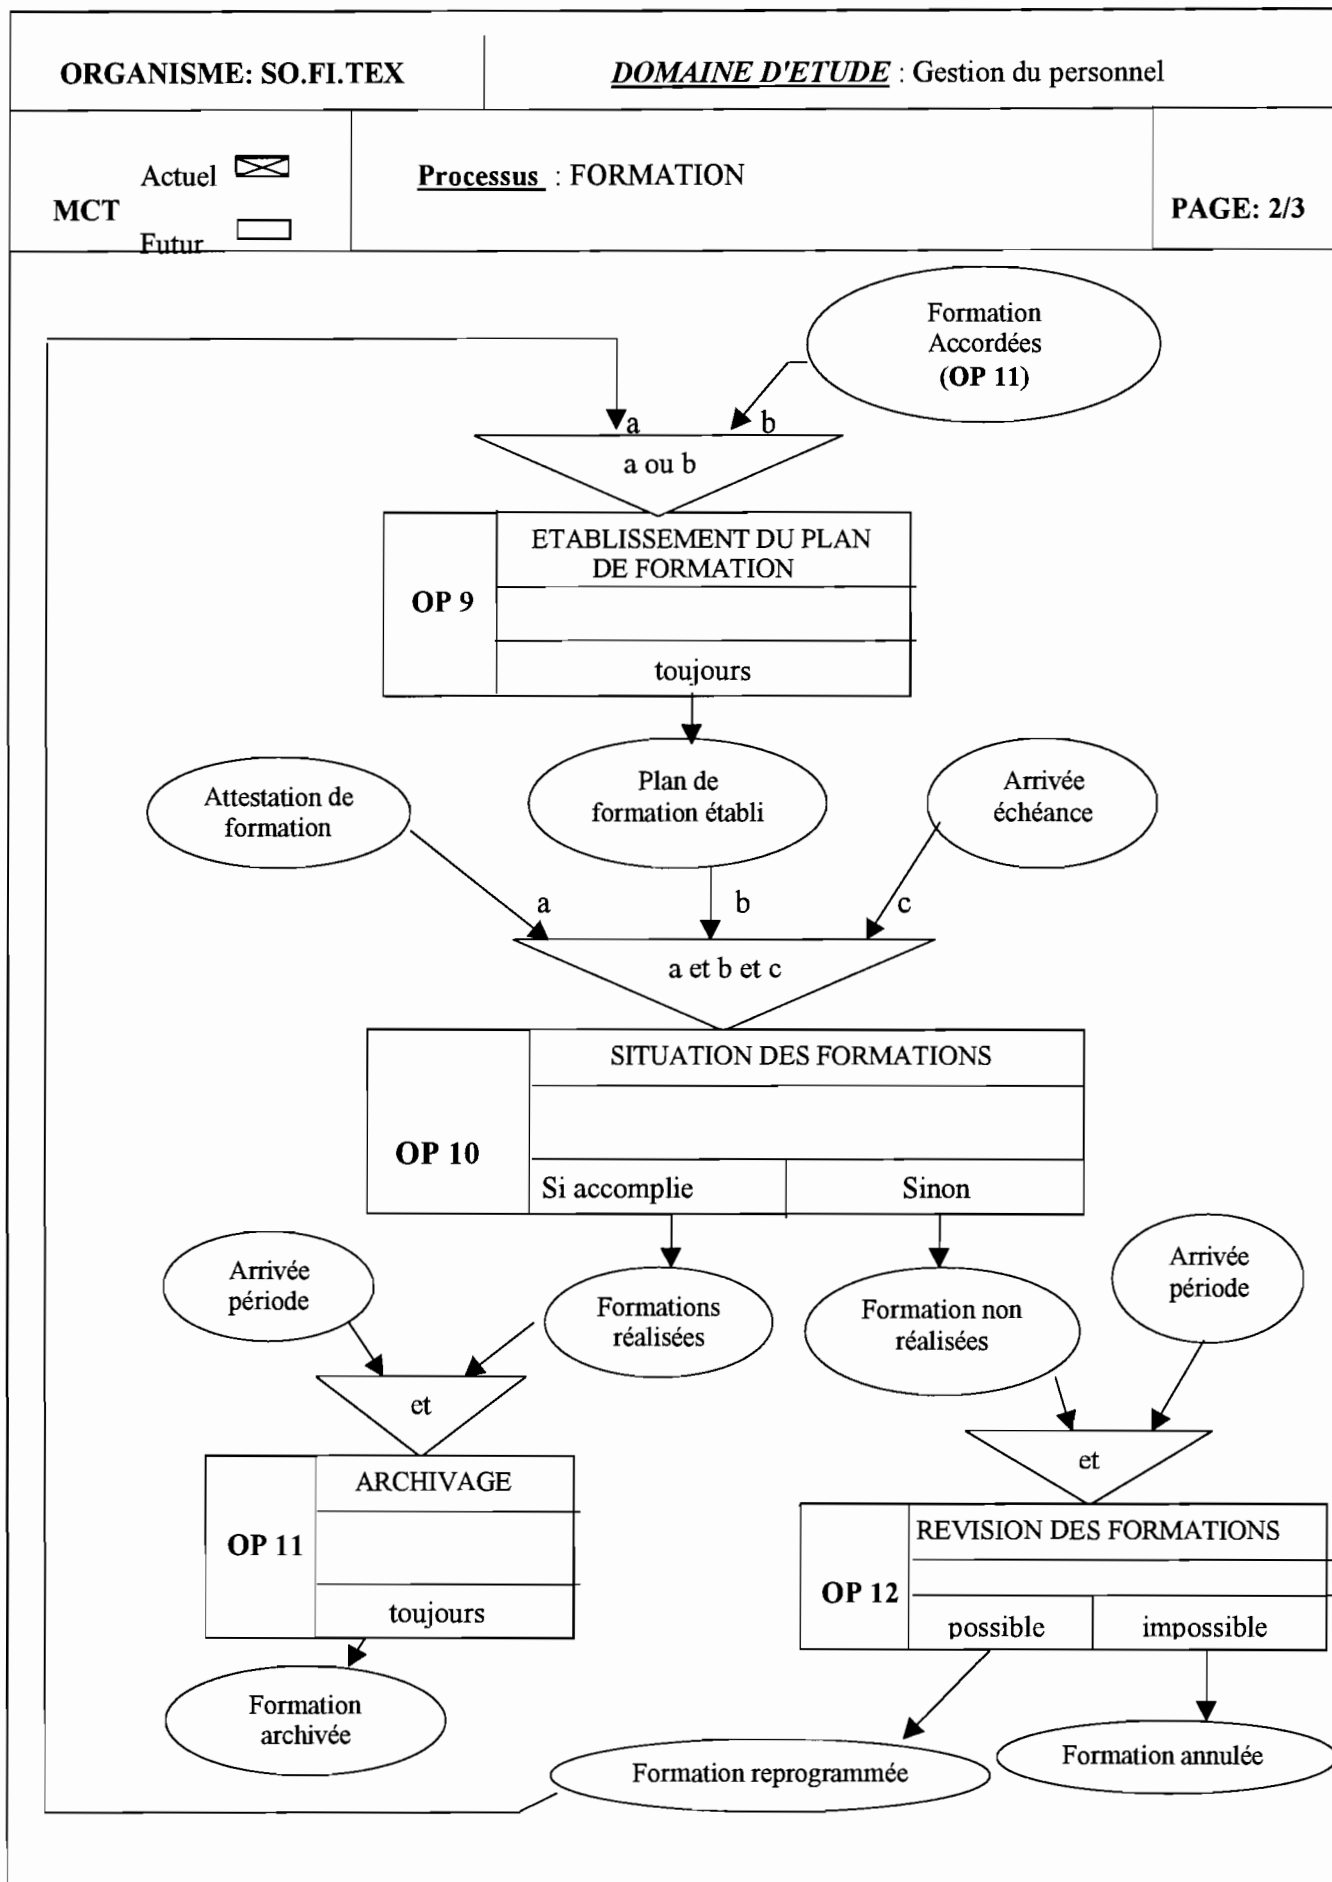 ORGANISME: SO.FI.TEX
DOMAINE D'ETUDE : Gestion du personnel
Actuel
MCT
Futur
Processus : FORMATION
PAGE: 2/3
Formation
Accordées
(OP 11)
a
b
a ou b
OP 9
ETABLISSEMENT DU PLAN
DE FORMATION
toujours
Attestation de
formation
Plan de
formation établi
Arrivée
échéance
a
b
c
a et b et c
OP 10
SITUATION DES FORMATIONS
Si accomplie
Sinon
Arrivée
période
Formations
réalisées
Formation non
réalisées
Arrivée
période
et
et
OP 11
ARCHIVAGE
toujours
OP 12
REVISION DES FORMATIONS
possible
impossible
Formation
archivée
Formation reprogrammée
Formation annulée